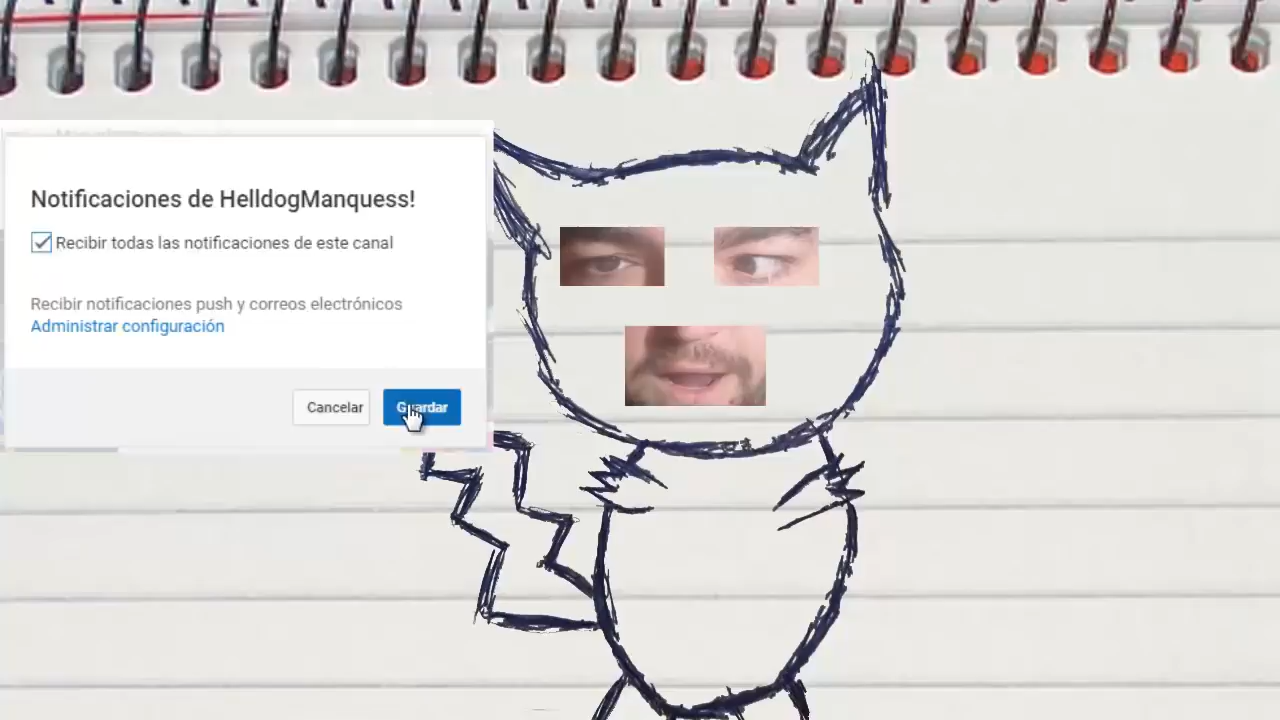 Notificaciones de HelldogManquess!
Recibir todas las notificaciones de este canal
Recibir notificaciones push y correos electrónicos
Administrar configuración
Cancelar
Guardar